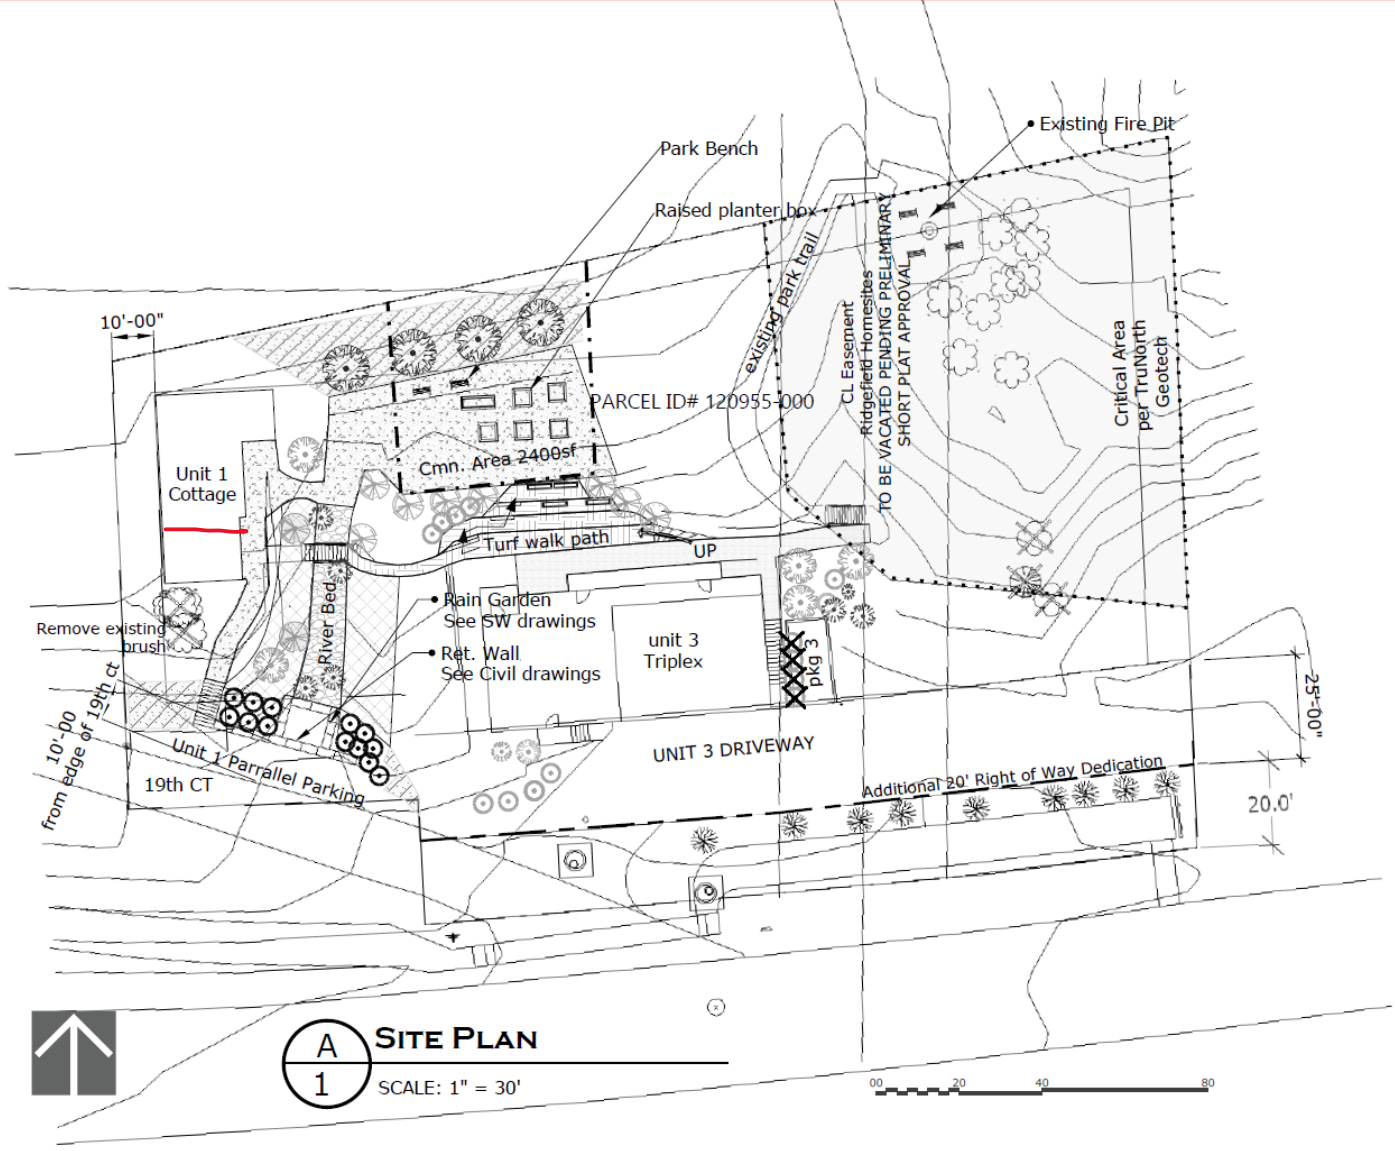 Existing Fire Pit
Park Bench
Raised planter box
10'-00"
existing park trail
CL Easement
Ridgefield Homesites
TO BE VACATED PENDING PRELIMINARY
SHORT PLAT APPROVAL
Critical Area
per TruNorth
Geotech
PARCEL ID# 120955-000
Cmn. Area 2400sf
Unit 1
Cottage
Turf walk path
UP
Rain Garden
See SW drawings
River Bed
Remove existing
brush
Ret. Wall
See Civil drawings
unit 3
Triplex
pkg 3
10'-00
from edge of 19th ct
25'-00"
Unit 1 Parrallel Parking
19th CT
UNIT 3 DRIVEWAY
Additional 20' Right of Way Dedication
20.0'
A
1
SITE PLAN
SCALE: 1" = 30'
00 20 40 80